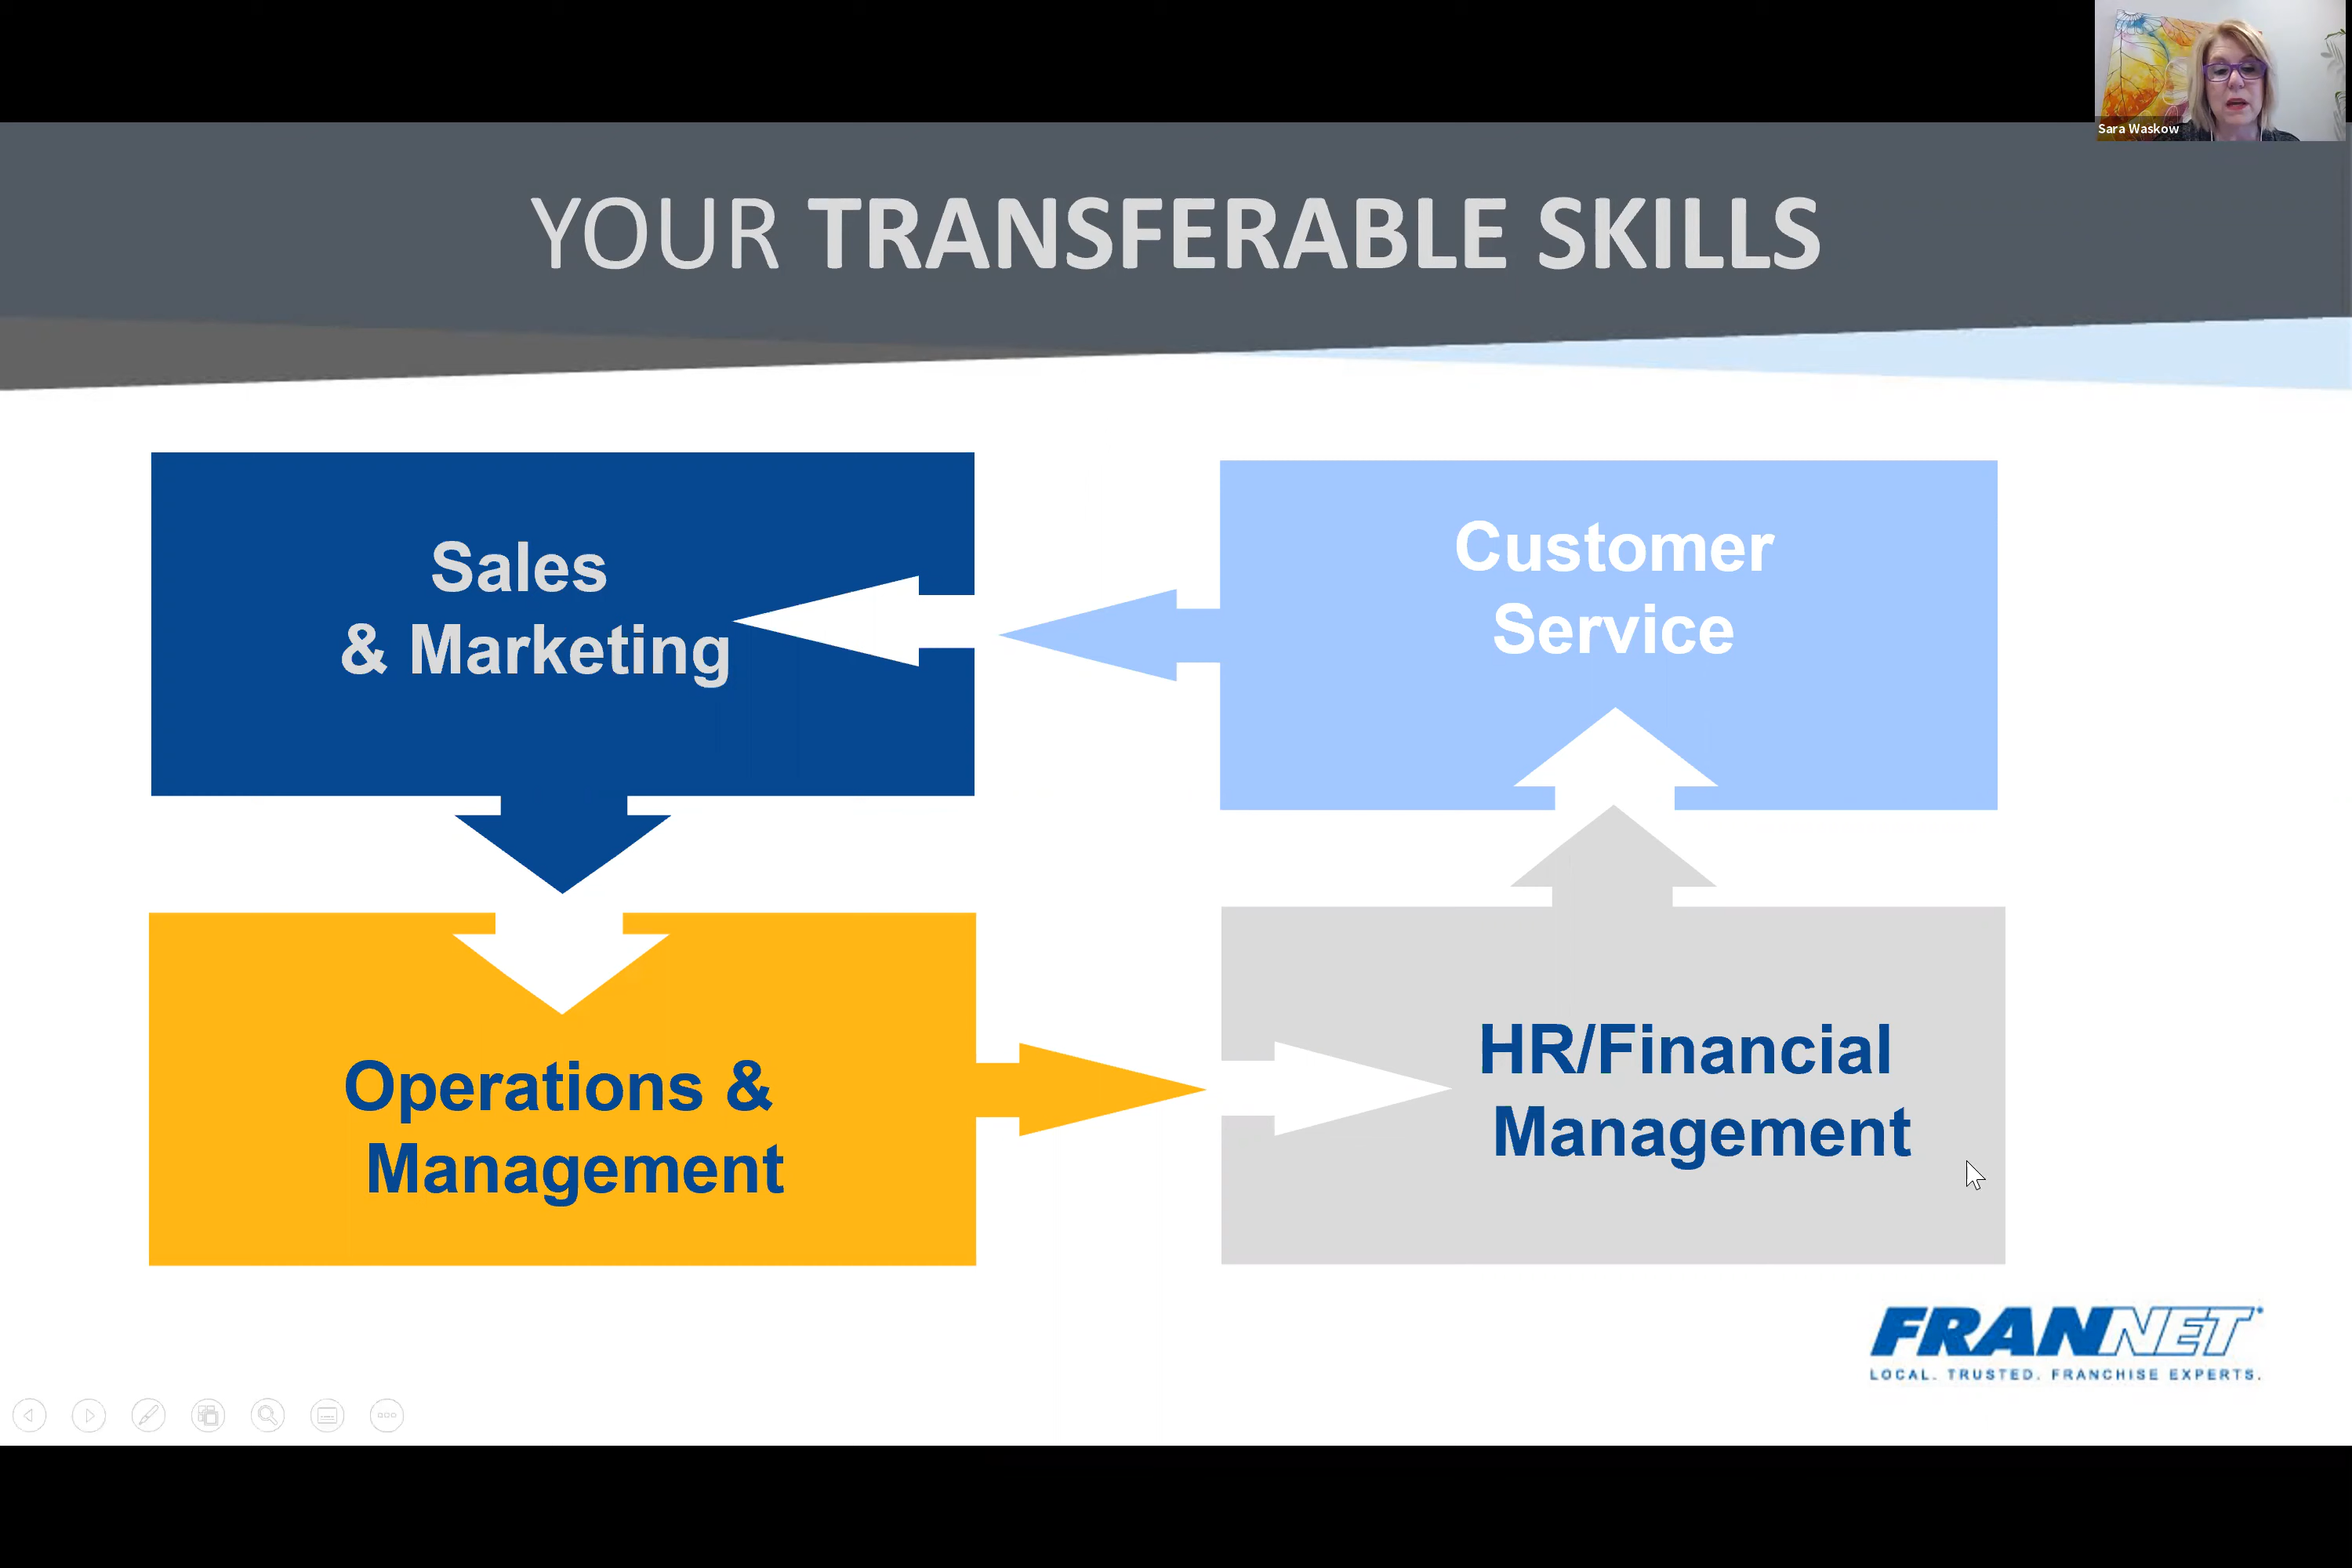 Sara Waskow
YOUR TRANSFERABLE SKILLS
Sales
& Marketing
Customer
Service
Operations &
Management
HR/Financial
Management
FRANNET
LOCAL. TRUSTED. FRANCHISE EXPERTS.